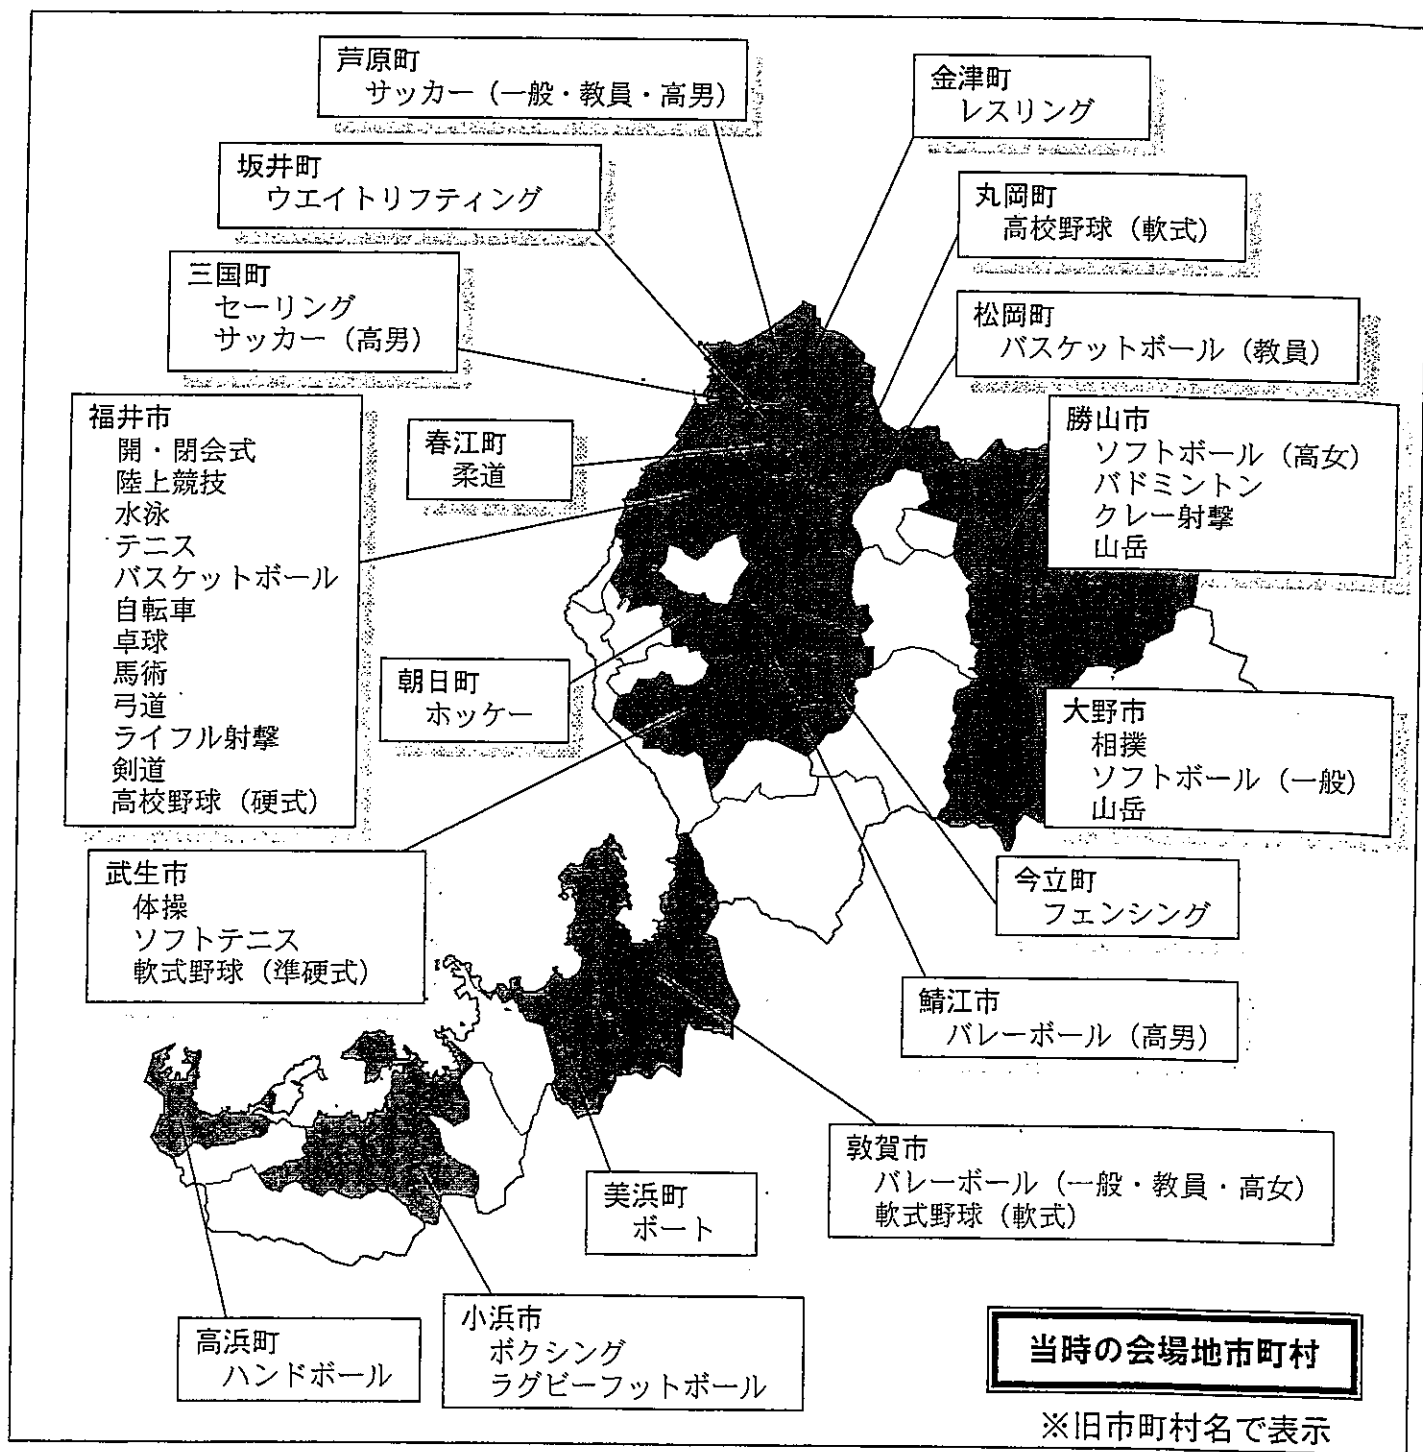 芦原町
サッカー（一般・教員・高男）
金津町
レスリング
坂井町
ウエイトリフティング
丸岡町
高校野球（軟式）
三国町
セーリング
サッカー（高男）
松岡町
バスケットボール（教員）
福井市
開・閉会式
陸上競技
水泳
テニス
バスケットボール
自転車
卓球
馬術
弓道
ライフル射撃
剣道
高校野球（硬式）
春江町
柔道
勝山市
ソフトボール（高女）
バドミントン
クレー射撃
山岳
朝日町
ホッケー
大野市
相撲
ソフトボール（一般）
山岳
武生市
体操
ソフトテニス
軟式野球（準硬式）
今立町
フェンシング
鯖江市
バレーボール（高男）
敦賀市
バレーボール（一般・教員・高女）
軟式野球（軟式）
美浜町
ボート
高浜町
ハンドボール
小浜市
ボクシング
ラグビーフットボール
当時の会場地市町村
※旧市町村名で表示